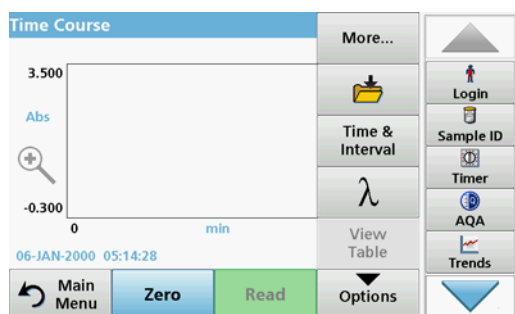 Time Course
More...
3.500
Abs
-0.300
0
min
06-JAN-2000 05:14:28
Time &
Interval
λ
View
Table
Main
Menu
Zero
Read
Options
Login
Sample ID
Timer
AQA
Trends